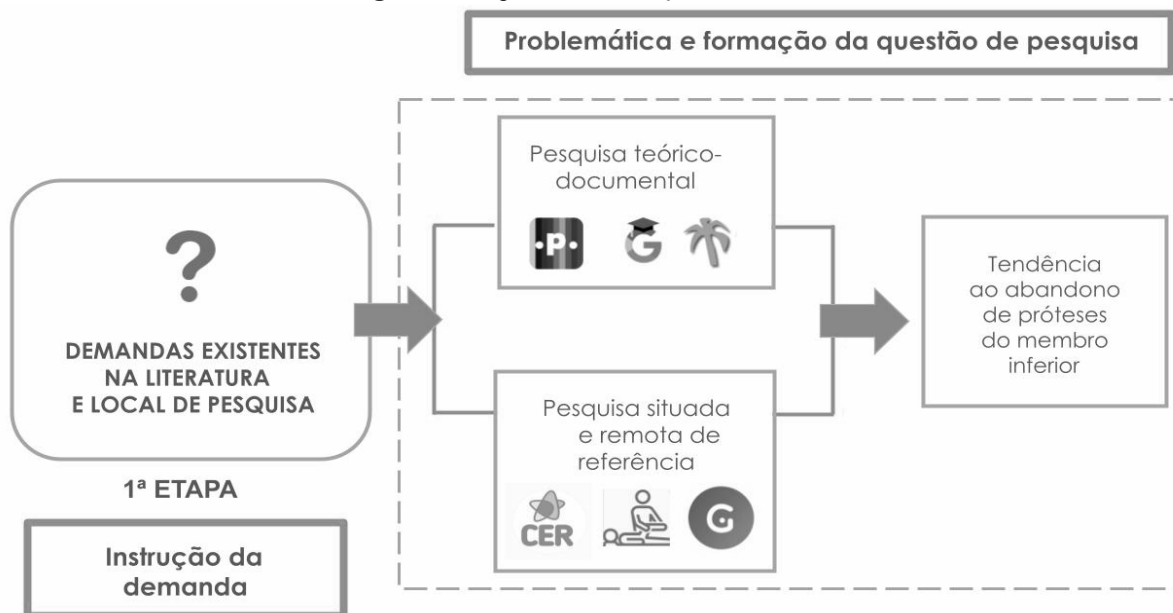 Problemática e formação da questão de pesquisa
?
DEMANDAS EXISTENTES
NA LITERATURA
E LOCAL DE PESQUISA
1ª ETAPA
Instrução da
demanda
Pesquisa teórico-
documental
·P·
G
Pesquisa situada
e remota de
referência
CER
G
Tendência
ao abandono
de próteses
do membro
inferior